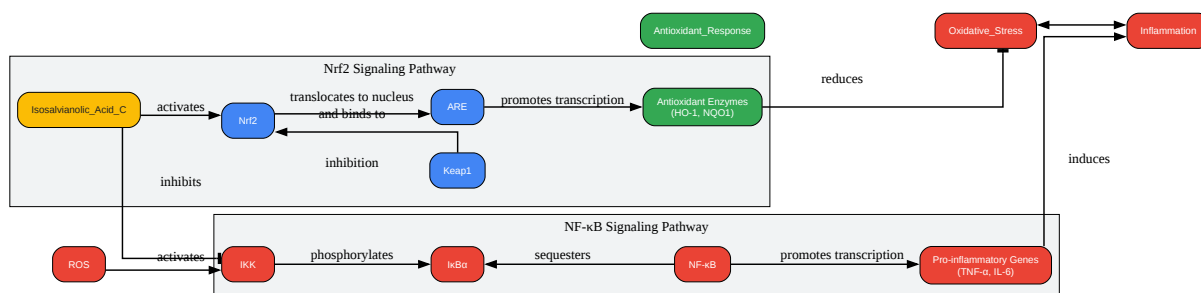 Antioxidant_Response
Oxidative_Stress
Inflammation
Nrf2 Signaling Pathway
reduces
Isosalvianolic_Acid_C
activates
Nrf2
translocates to nucleus
and binds to
ARE
promotes transcription
Antioxidant Enzymes
(HO-1, NQO1)
inhibition
Keap1
induces
inhibits
NF-κB Signaling Pathway
ROS
activates
IKK
phosphorylates
IκBα
sequesters
NF-κB
promotes transcription
Pro-inflammatory Genes
(TNF-α, IL-6)